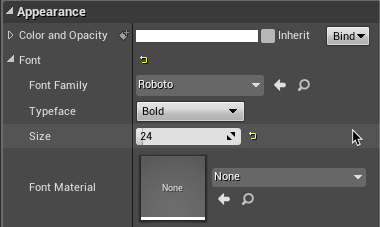 Appearance
Color and Opacity Inherit Bind
Font
Font Family Roboto
Typeface Bold
Size 24
Font Material None None